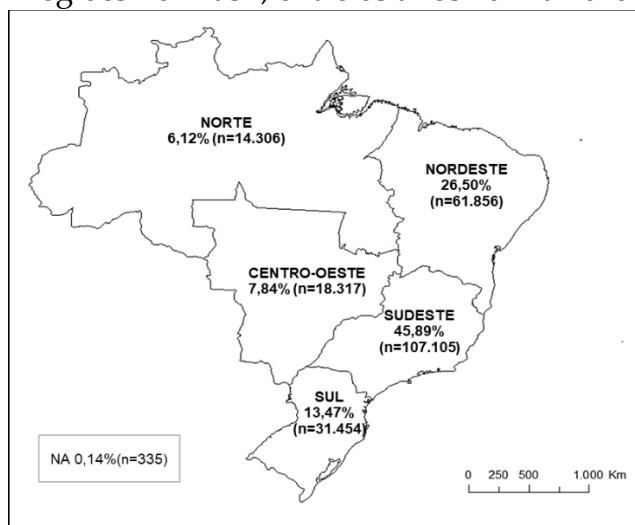 NORTE
6,12% (n=14.306)
NORDESTE
26,50%
(n=61.856)
CENTRO-OESTE
7,84% (n=18.317)
SUDESTE
45,89%
(n=107.105)
SUL
13,47%
(n=31.454)
NA 0,14%(n=335)
0 250 500 1.000 Km